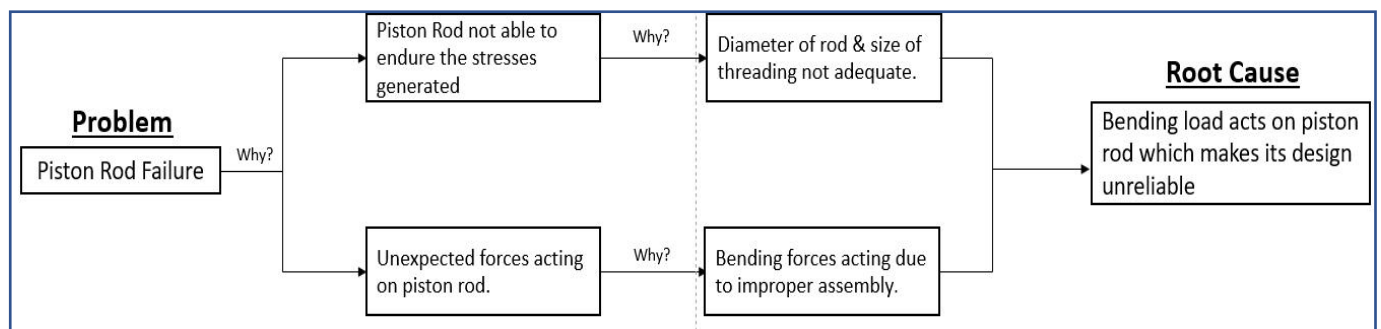 Problem
Piston Rod Failure
Why?
Piston Rod not able to
endure the stresses
generated
Why?
Diameter of rod & size of
threading not adequate.
Unexpected forces acting
on piston rod.
Why?
Bending forces acting due
to improper assembly.
Root Cause
Bending load acts on piston
rod which makes its design
unreliable